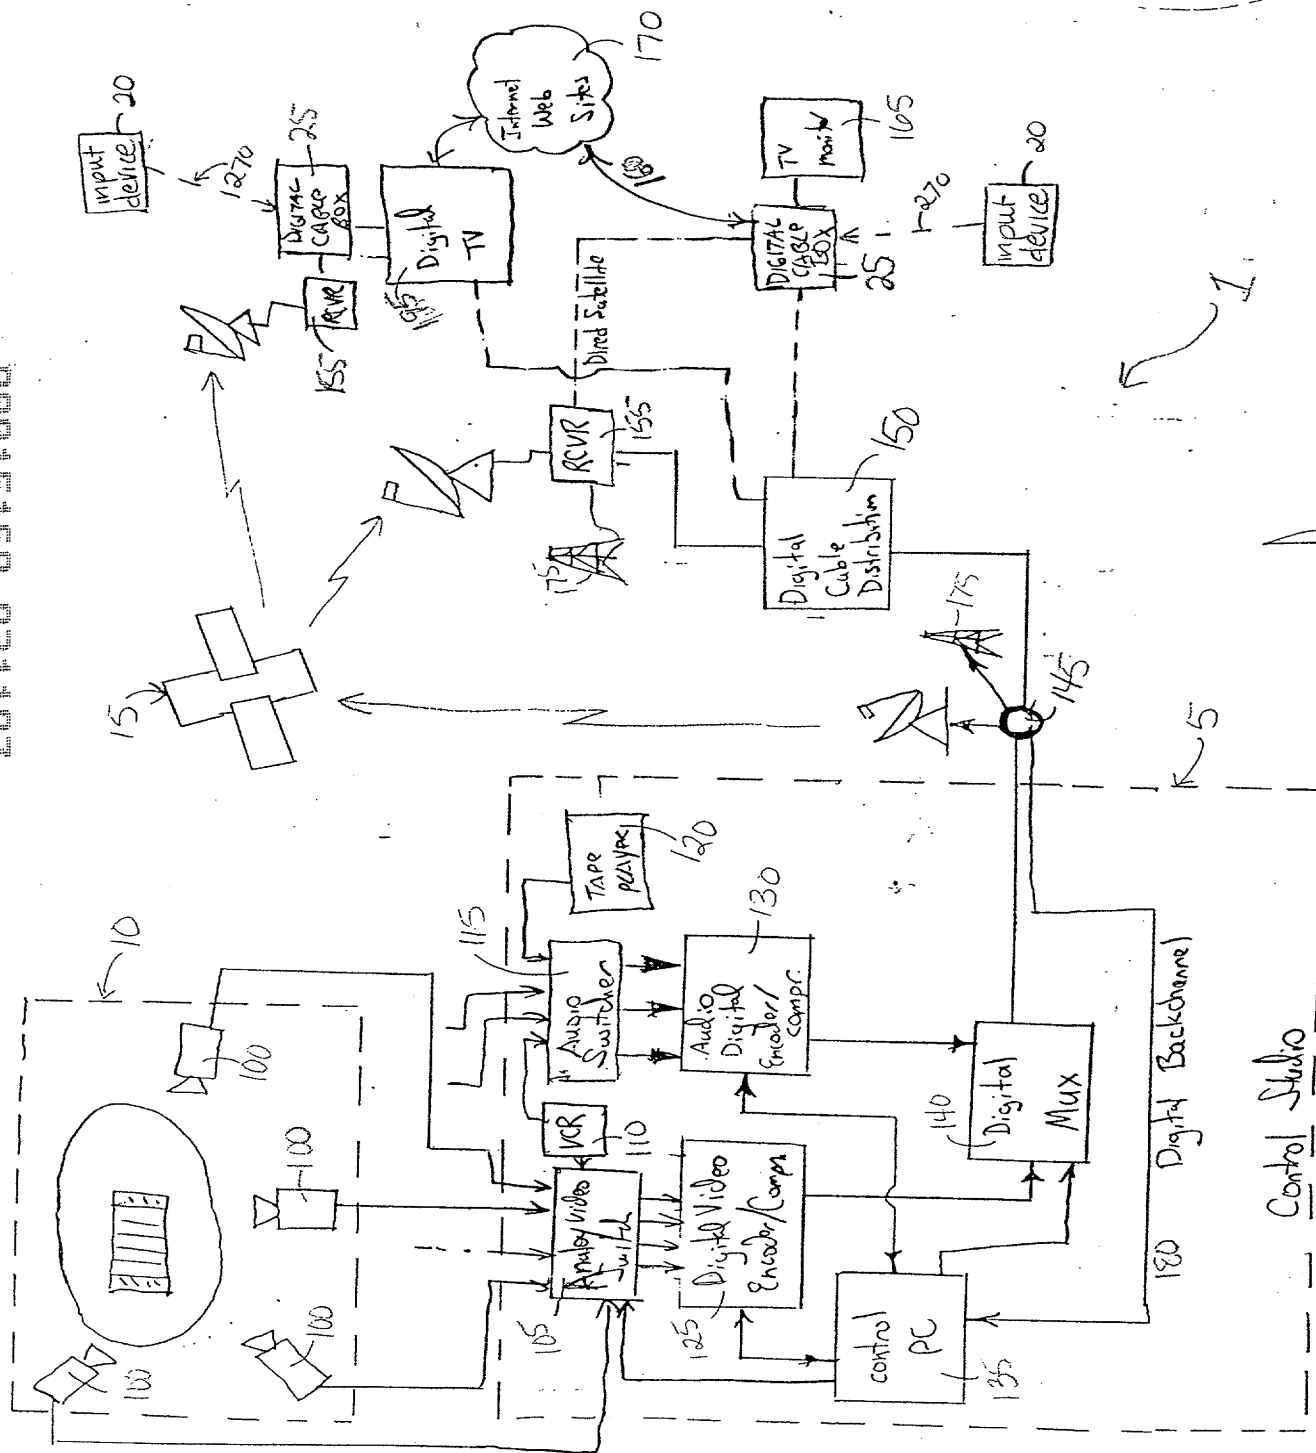 10
100
100
100
100
15
115
Audio
Switcher
TAPE
PLAYER
120
VCR
110
105
Analog Video
Switch
130
Audio
Digital
Encoder/
Compr.
125
Digital Video
Encoder/Compr.
control
PC
135
140
Digital
Mux
145
175
5
180
Digital Backchannel
Control Studio
input
device
20
270
25
DIGITAL
CABLE
BOX
RCVR
155
Digital
TV
Internet
Web
Sites
170
160
RCVR
155
175
Direct Satellite
DIGITAL
CABLE
BOX
25
TV
monitor
165
270
input
device
20
150
Digital
Cable
Distribution
1